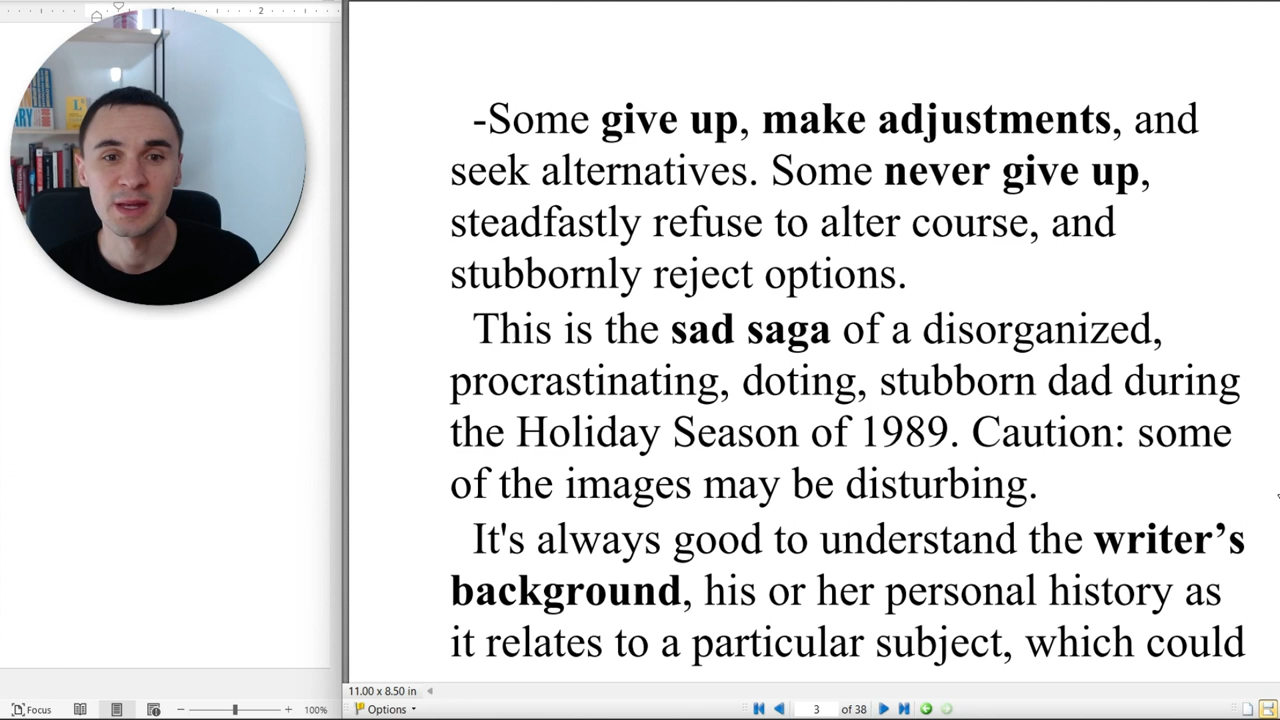 1
2
-Some give up, make adjustments, and
seek alternatives. Some never give up,
steadfastly refuse to alter course, and
stubbornly reject options.
This is the sad saga of a disorganized,
procrastinating, doting, stubborn dad during
the Holiday Season of 1989. Caution: some
of the images may be disturbing.
It's always good to understand the writer’s
background, his or her personal history as
it relates to a particular subject, which could
11.00 x 8.50 in
Focus
100%
Options
3 of 38